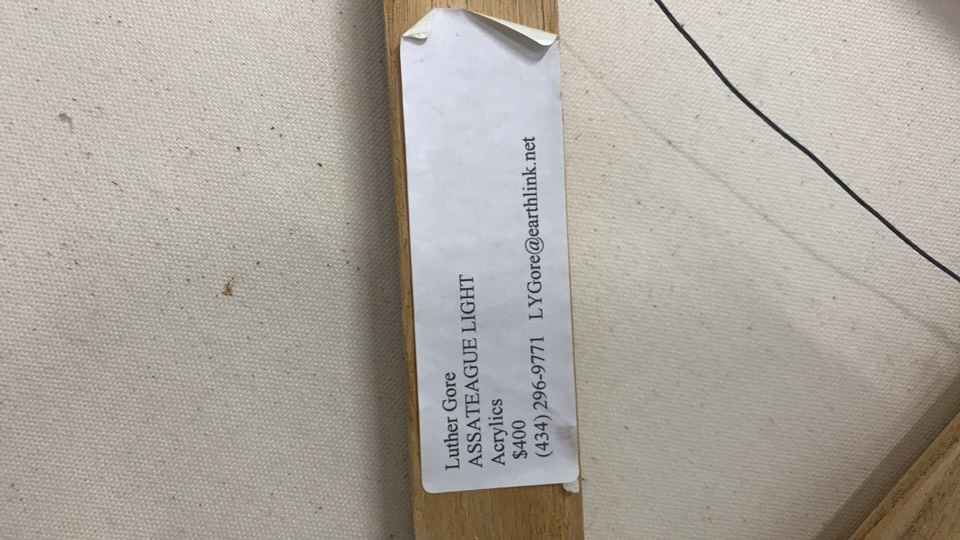 Luther Gore
ASSATEAGUE LIGHT
Acrylics
$400
(434) 296-9771 LYGore@earthlink.net